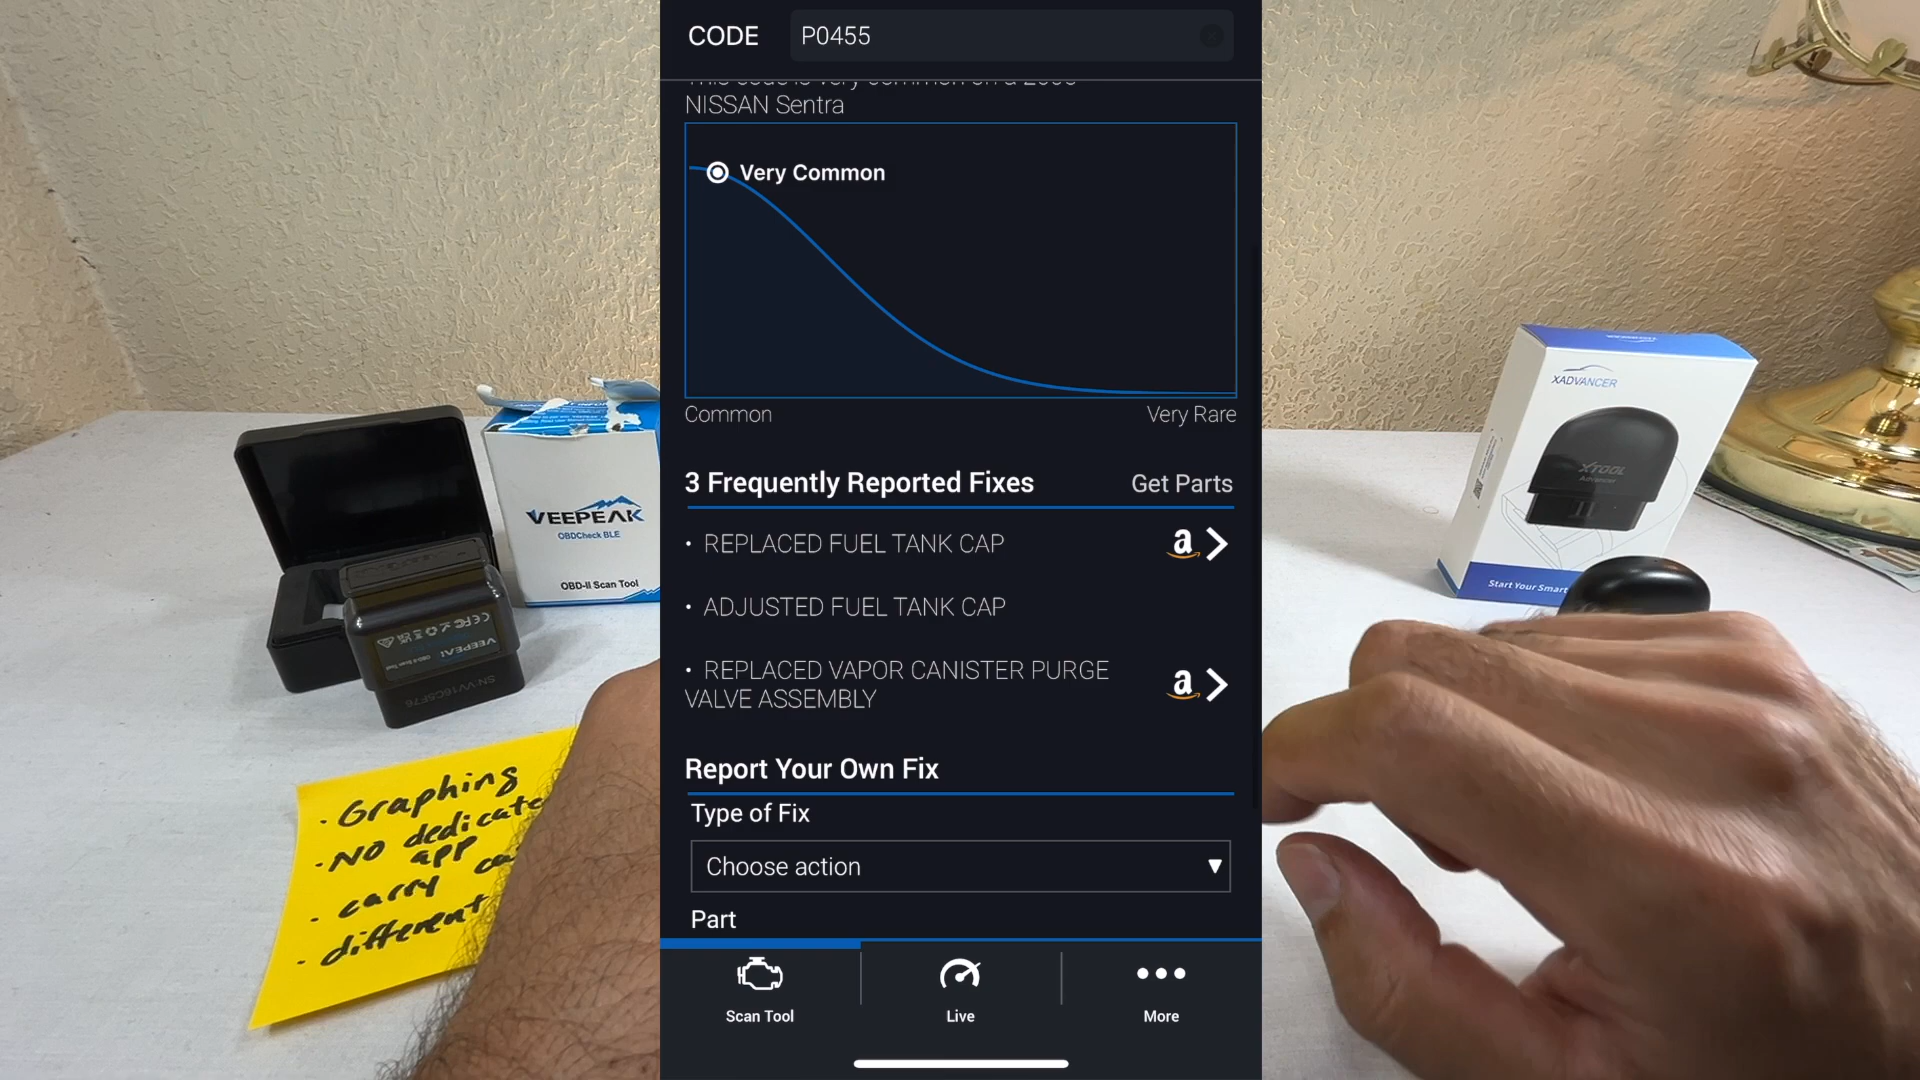 CODE
P0455
NISSAN Sentra
Very Common
Common
Very Rare
3 Frequently Reported Fixes
Get Parts
• REPLACED FUEL TANK CAP
• ADJUSTED FUEL TANK CAP
• REPLACED VAPOR CANISTER PURGE
VALVE ASSEMBLY
Report Your Own Fix
Type of Fix
Choose action
Part
Scan Tool
Live
More
VEEPEAK
OBDCheck BLE
OBD-II Scan Tool
· Graphing
· NO dedicate
app
· carry
· different
XADVANCER
XTOOL
Advancer
Start Your Smart